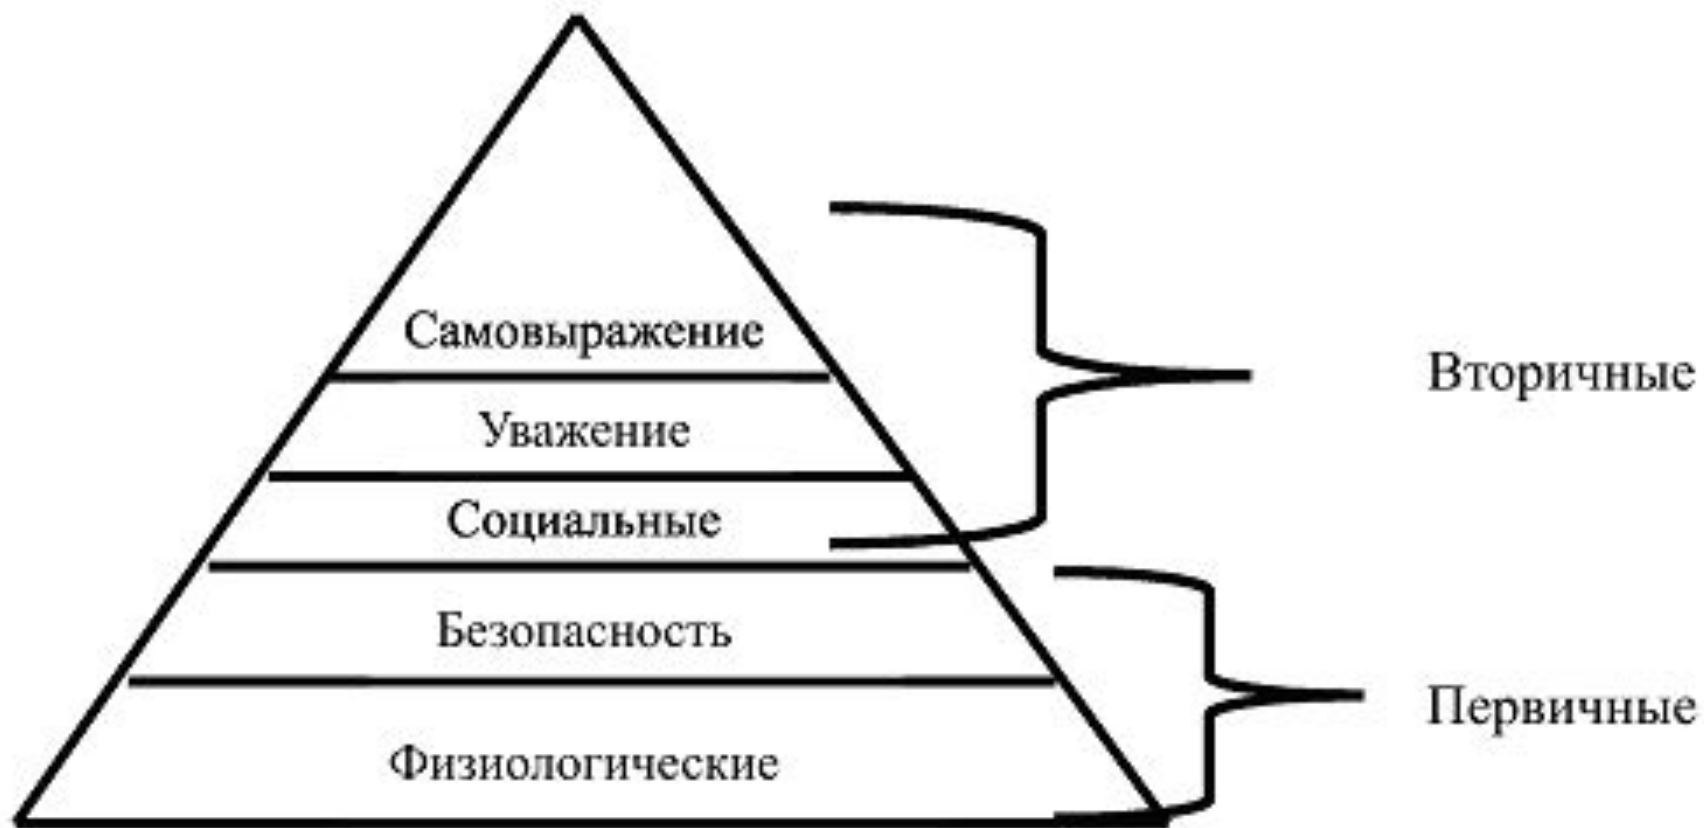 Самовыражение
Уважение
Социальные
Безопасность
Физиологические
Вторичные
Первичные